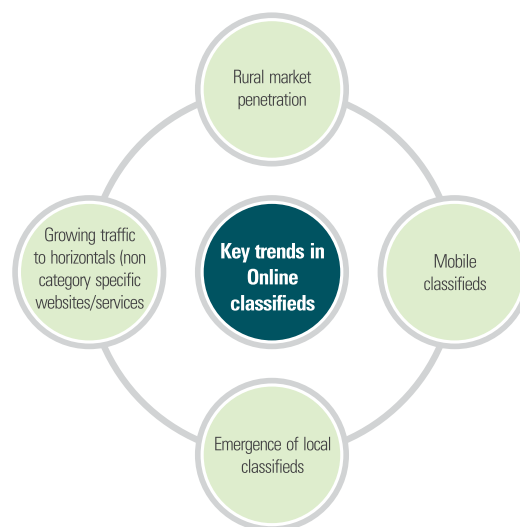 Rural market
penetration
Growing traffic
to horizontals (non
category specific
websites/services
Key trends in
Online
classifieds
Mobile
classifieds
Emergence of local
classifieds